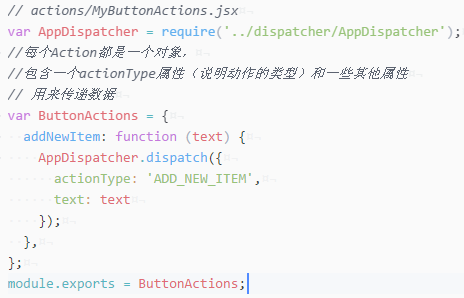 // actions/MyButtonActions.jsx
var AppDispatcher = require('../dispatcher/AppDispatcher');
//每个Action都是一个对象,
//包含一个actionType属性（说明动作的类型）和一些其他属性
// 用来传递数据
var ButtonActions = {
  addNewItem: function (text) {
    AppDispatcher.dispatch({
      actionType: 'ADD_NEW_ITEM',
      text: text
    });
  },
};
module.exports = ButtonActions;